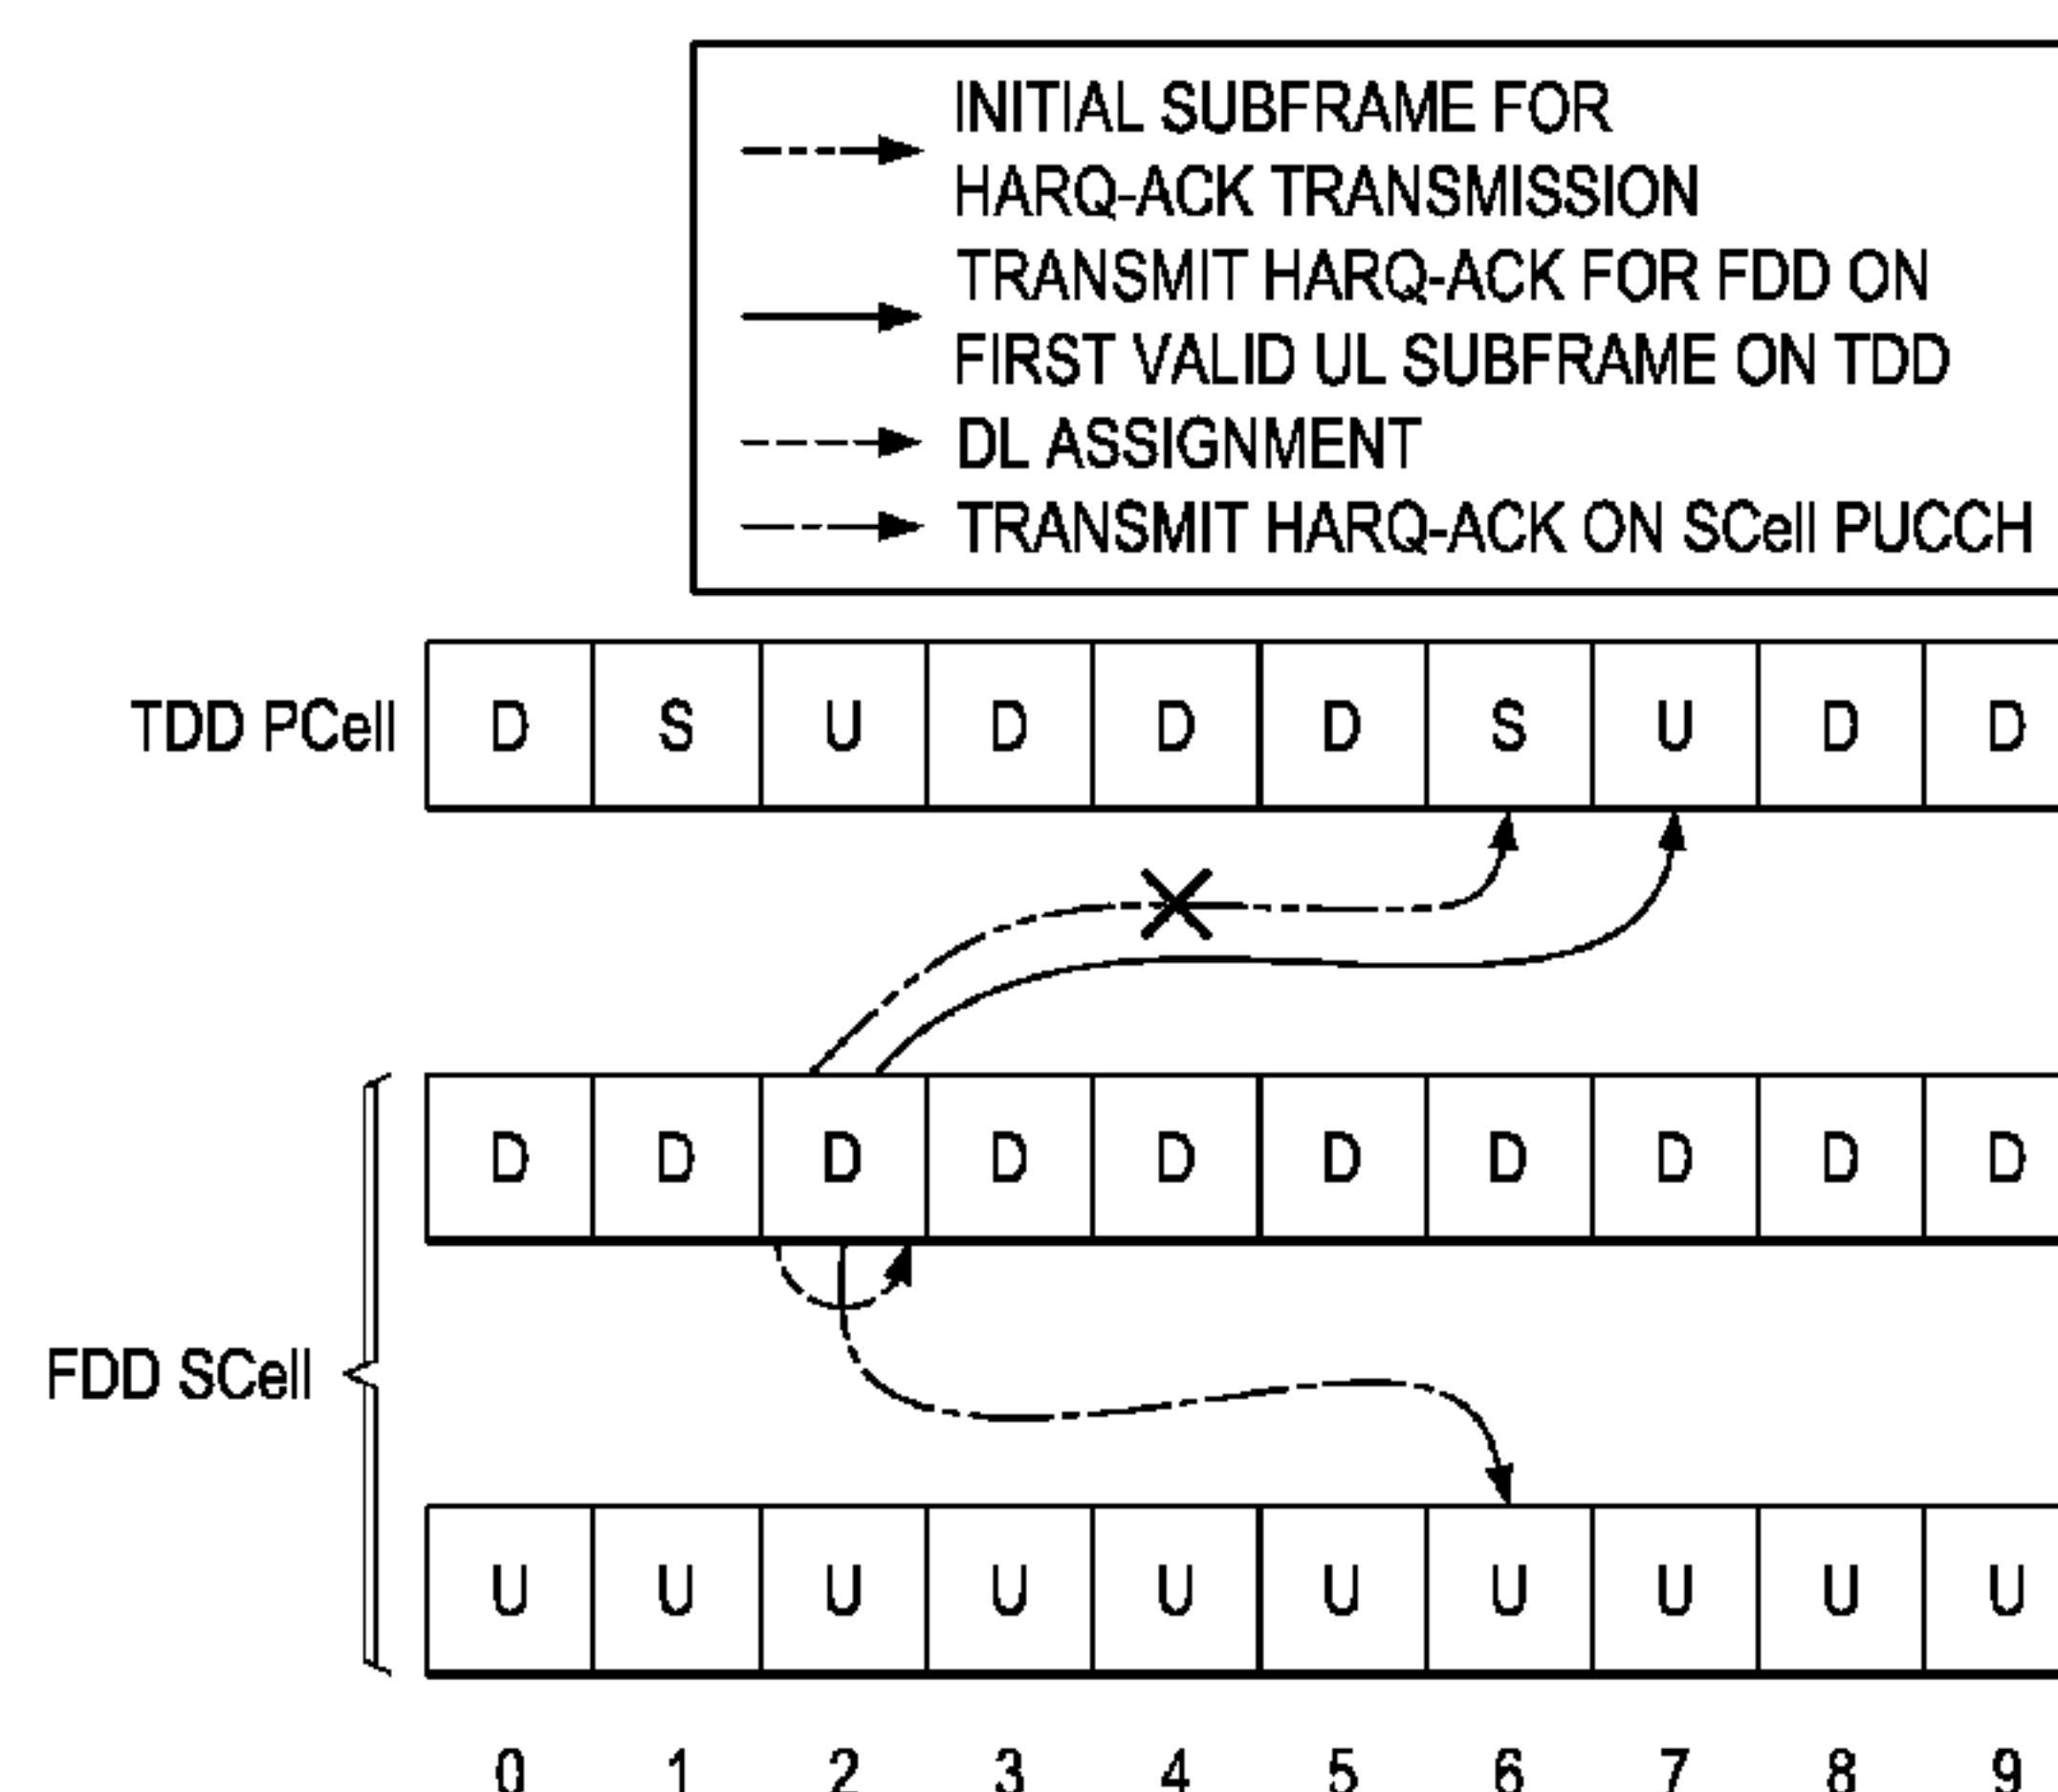 INITIAL SUBFRAME FOR
HARQ-ACK TRANSMISSION
TRANSMIT HARQ-ACK FOR FDD ON
FIRST VALID UL SUBFRAME ON TDD
DL ASSIGNMENT
TRANSMIT HARQ-ACK ON SCell PUCCH
TDD PCell D S U D D D S U D D
D D D D D D D D D D
FDD SCell
U U U U U U U U U U
0 1 2 3 4 5 6 7 8 9